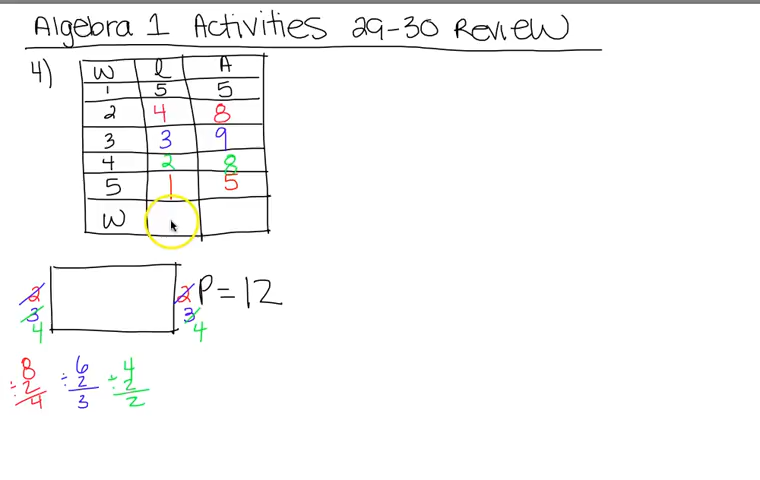 Algebra 1 Activities 29-30 Review
4)
W l A
1 5 5
2 4 8
3 3 9
4 2 8
5 1 5
W
2 2 P = 12
3 3
4 4
8 6 4
÷2 ÷2 ÷2
4 3 2